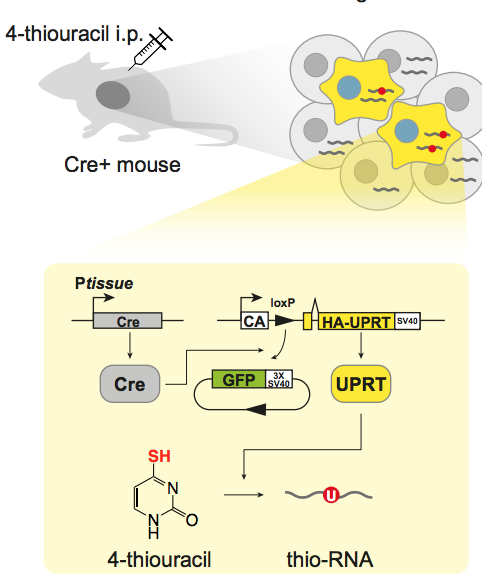 4-thiouracil i.p.
Cre+ mouse
Ptissue
Cre
loxP
CA
HA-UPRT
SV40
Cre
GFP
3X
SV40
UPRT
SH
N
N
H
O
U
4-thiouracil
thio-RNA